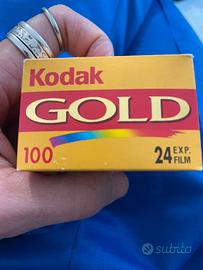 Kodak
GOLD
100
24 EXP.
FILM
subito